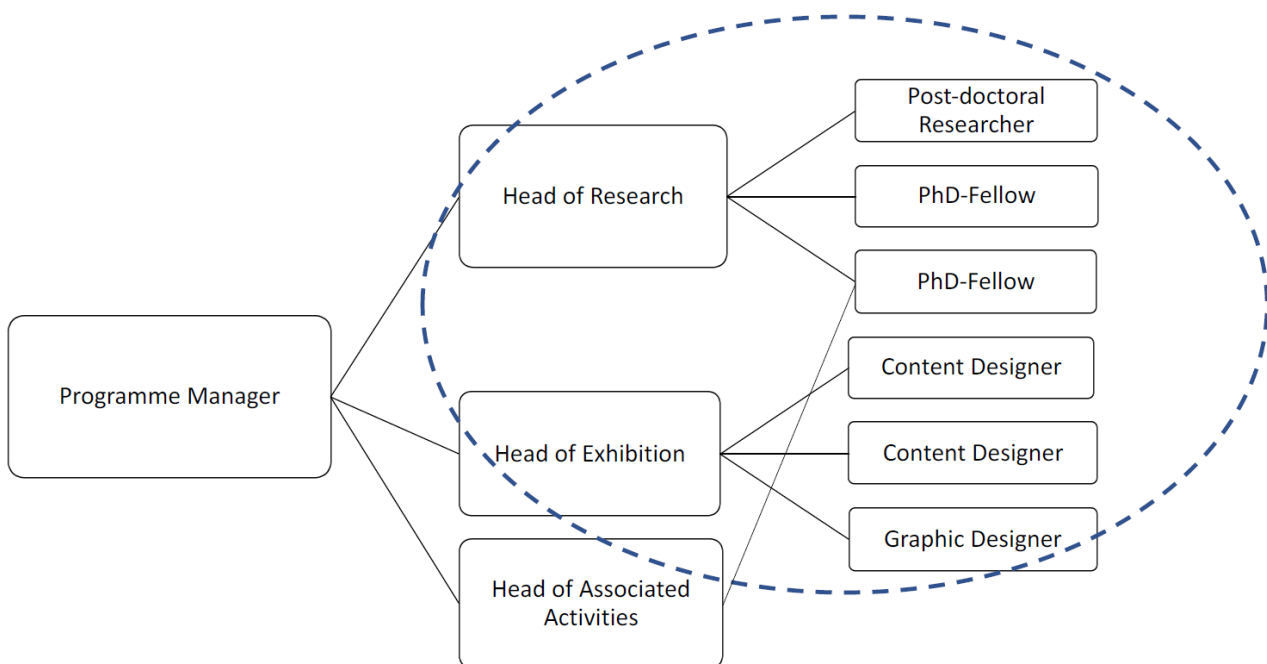 Post-doctoral
Researcher
Head of Research
PhD-Fellow
PhD-Fellow
Programme Manager
Content Designer
Head of Exhibition
Content Designer
Graphic Designer
Head of Associated
Activities